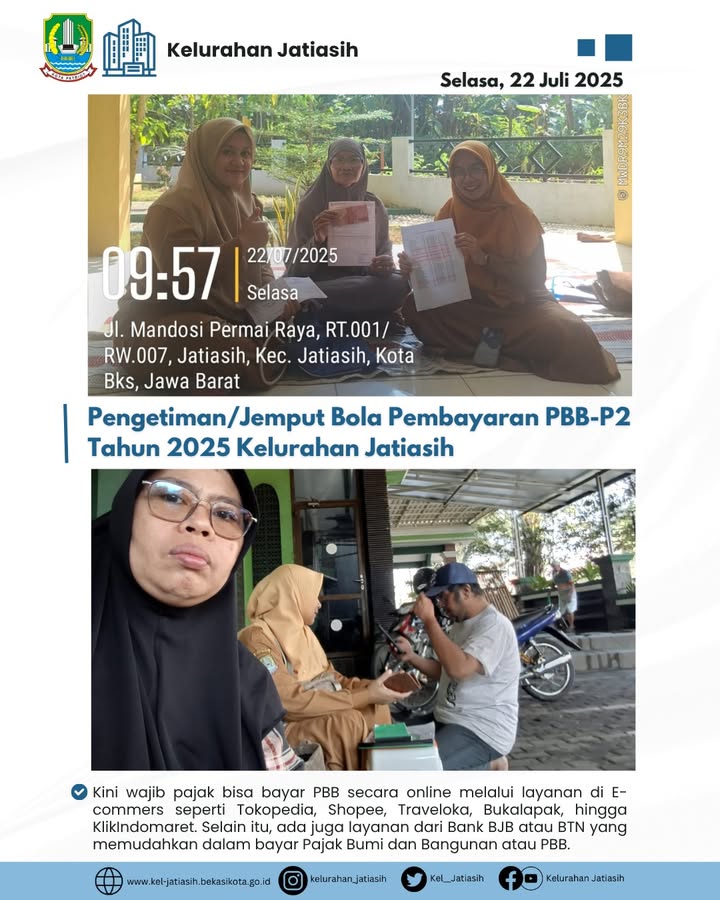 Kelurahan Jatiasih
Selasa, 22 Juli 2025
09:57
22/07/2025
Selasa
Jl. Mandosi Permai Raya, RT.001/
RW.007, Jatiasih, Kec. Jatiasih, Kota
Bks, Jawa Barat
Pengetiman/Jemput Bola Pembayaran PBB-P2
Tahun 2025 Kelurahan Jatiasih
Kini wajib pajak bisa bayar PBB secara online melalui layanan di E-
commers seperti Tokopedia, Shopee, Traveloka, Bukalapak, hingga
KlikIndomaret. Selain itu, ada juga layanan dari Bank BJB atau BTN yang
memudahkan dalam bayar Pajak Bumi dan Bangunan atau PBB.
www.kel-jatiasih.bekasikota.go.id
kelurahan_jatiasih
Kel__Jatiasih
Kelurahan Jatiasih